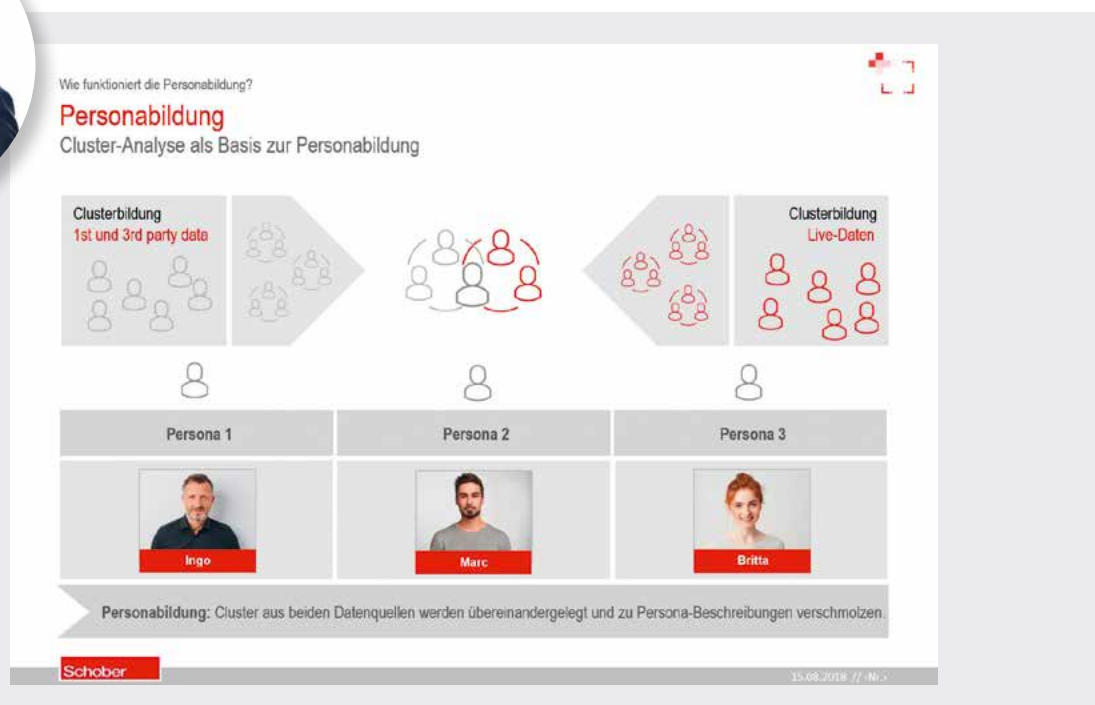 Wie funktioniert die Personabildung?
Personabildung
Cluster-Analyse als Basis zur Personabildung
Clusterbildung
1st und 3rd party data
Clusterbildung
Live-Daten
Persona 1
Persona 2
Persona 3
Ingo
Marc
Britta
Personabildung: Cluster aus beiden Datenquellen werden übereinandergelegt und zu Persona-Beschreibungen verschmolzen.
Schober
15.08.2018 // ‹Nr.›